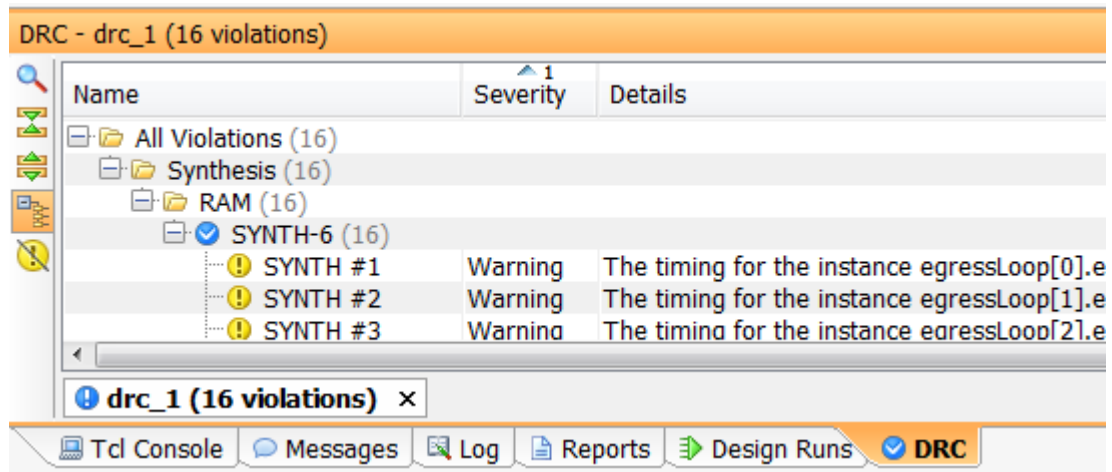 DRC - drc_1 (16 violations)
1
Name Severity Details
All Violations (16)
Synthesis (16)
RAM (16)
SYNTH-6 (16)
SYNTH #1 Warning The timing for the instance egressLoop[0].e
SYNTH #2 Warning The timing for the instance egressLoop[1].e
SYNTH #3 Warning The timing for the instance egressLoop[2].e
drc_1 (16 violations) ×
Tcl Console Messages Log Reports Design Runs DRC